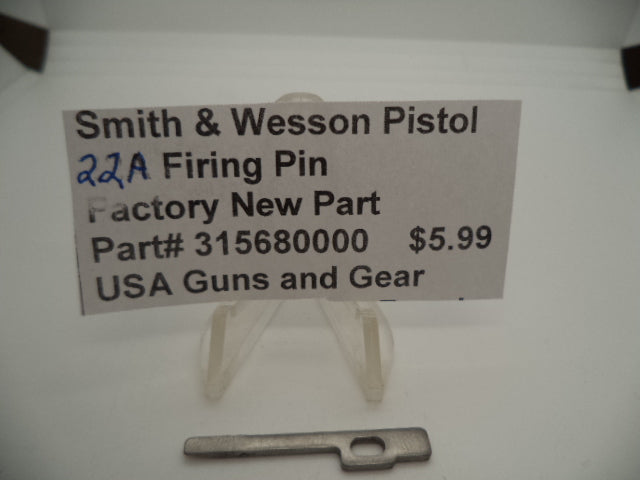 Smith & Wesson Pistol
22A Firing Pin
Factory New Part
Part# 315680000 $5.99
USA Guns and Gear